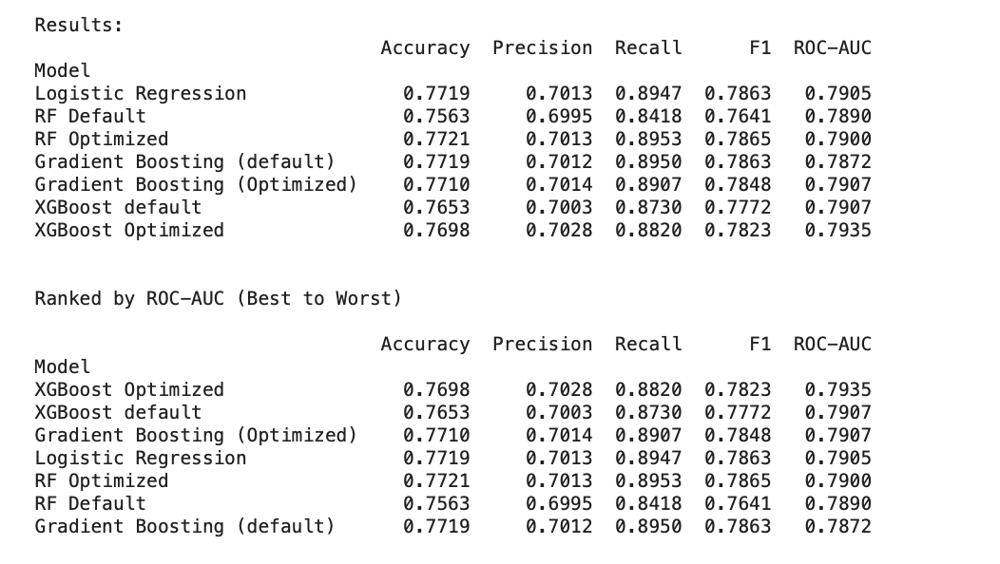 Results:
Accuracy Precision Recall F1 ROC-AUC
Model
Logistic Regression 0.7719 0.7013 0.8947 0.7863 0.7905
RF Default 0.7563 0.6995 0.8418 0.7641 0.7890
RF Optimized 0.7721 0.7013 0.8953 0.7865 0.7900
Gradient Boosting (default) 0.7719 0.7012 0.8950 0.7863 0.7872
Gradient Boosting (Optimized) 0.7710 0.7014 0.8907 0.7848 0.7907
XGBoost default 0.7653 0.7003 0.8730 0.7772 0.7907
XGBoost Optimized 0.7698 0.7028 0.8820 0.7823 0.7935
Ranked by ROC-AUC (Best to Worst)
Accuracy Precision Recall F1 ROC-AUC
Model
XGBoost Optimized 0.7698 0.7028 0.8820 0.7823 0.7935
XGBoost default 0.7653 0.7003 0.8730 0.7772 0.7907
Gradient Boosting (Optimized) 0.7710 0.7014 0.8907 0.7848 0.7907
Logistic Regression 0.7719 0.7013 0.8947 0.7863 0.7905
RF Optimized 0.7721 0.7013 0.8953 0.7865 0.7900
RF Default 0.7563 0.6995 0.8418 0.7641 0.7890
Gradient Boosting (default) 0.7719 0.7012 0.8950 0.7863 0.7872